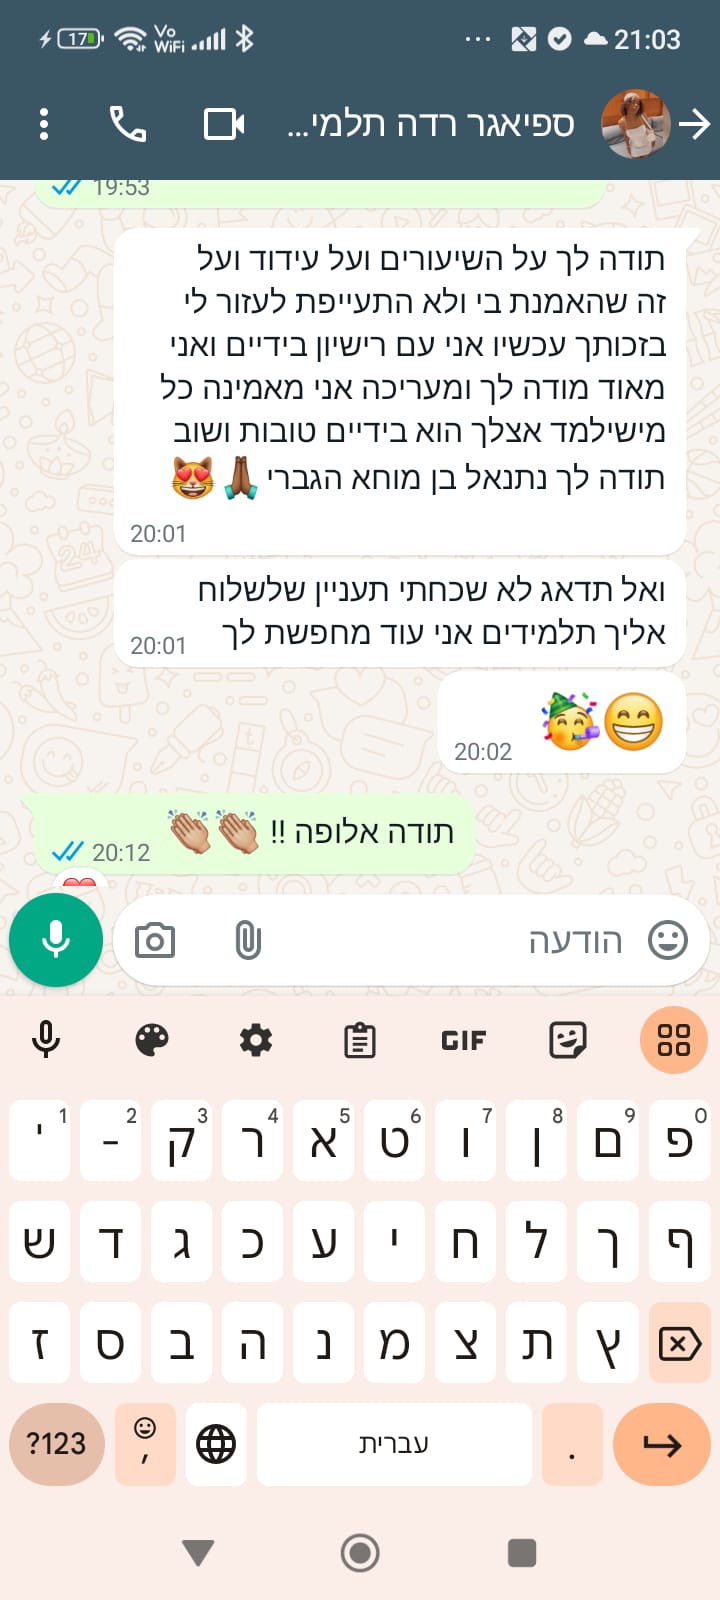 17
Vo
WiFi
21:03
ספיאגר רדה תלמי...
19:53
תודה לך על השיעורים ועל עידוד ועל
זה שהאמנת בי ולא התעייפת לעזור לי
בזכותך עכשיו אני עם רישיון בידיים ואני
מאוד מודה לך ומעריכה אני מאמינה כל
מישילמד אצלך הוא בידיים טובות ושוב
תודה לך נתנאל בן מוחא הגברי🙏🏾😻
20:01
ואל תדאג לא שכחתי תעניין שלשלוח
אליך תלמידים אני עוד מחפשת לך
20:01
😁🥳
20:02
תודה אלופה !! 👏🏼👏🏼
20:12
הודעה
GIF
פ 0 ם 9 ן 8 ו 7 ט 6 א 5 ר 4 ק 3 - 2 ' 1
ף ך ל ח י ע כ ג ד ש
ץ ת צ מ נ ה ב ס ז
?123 , עברית .